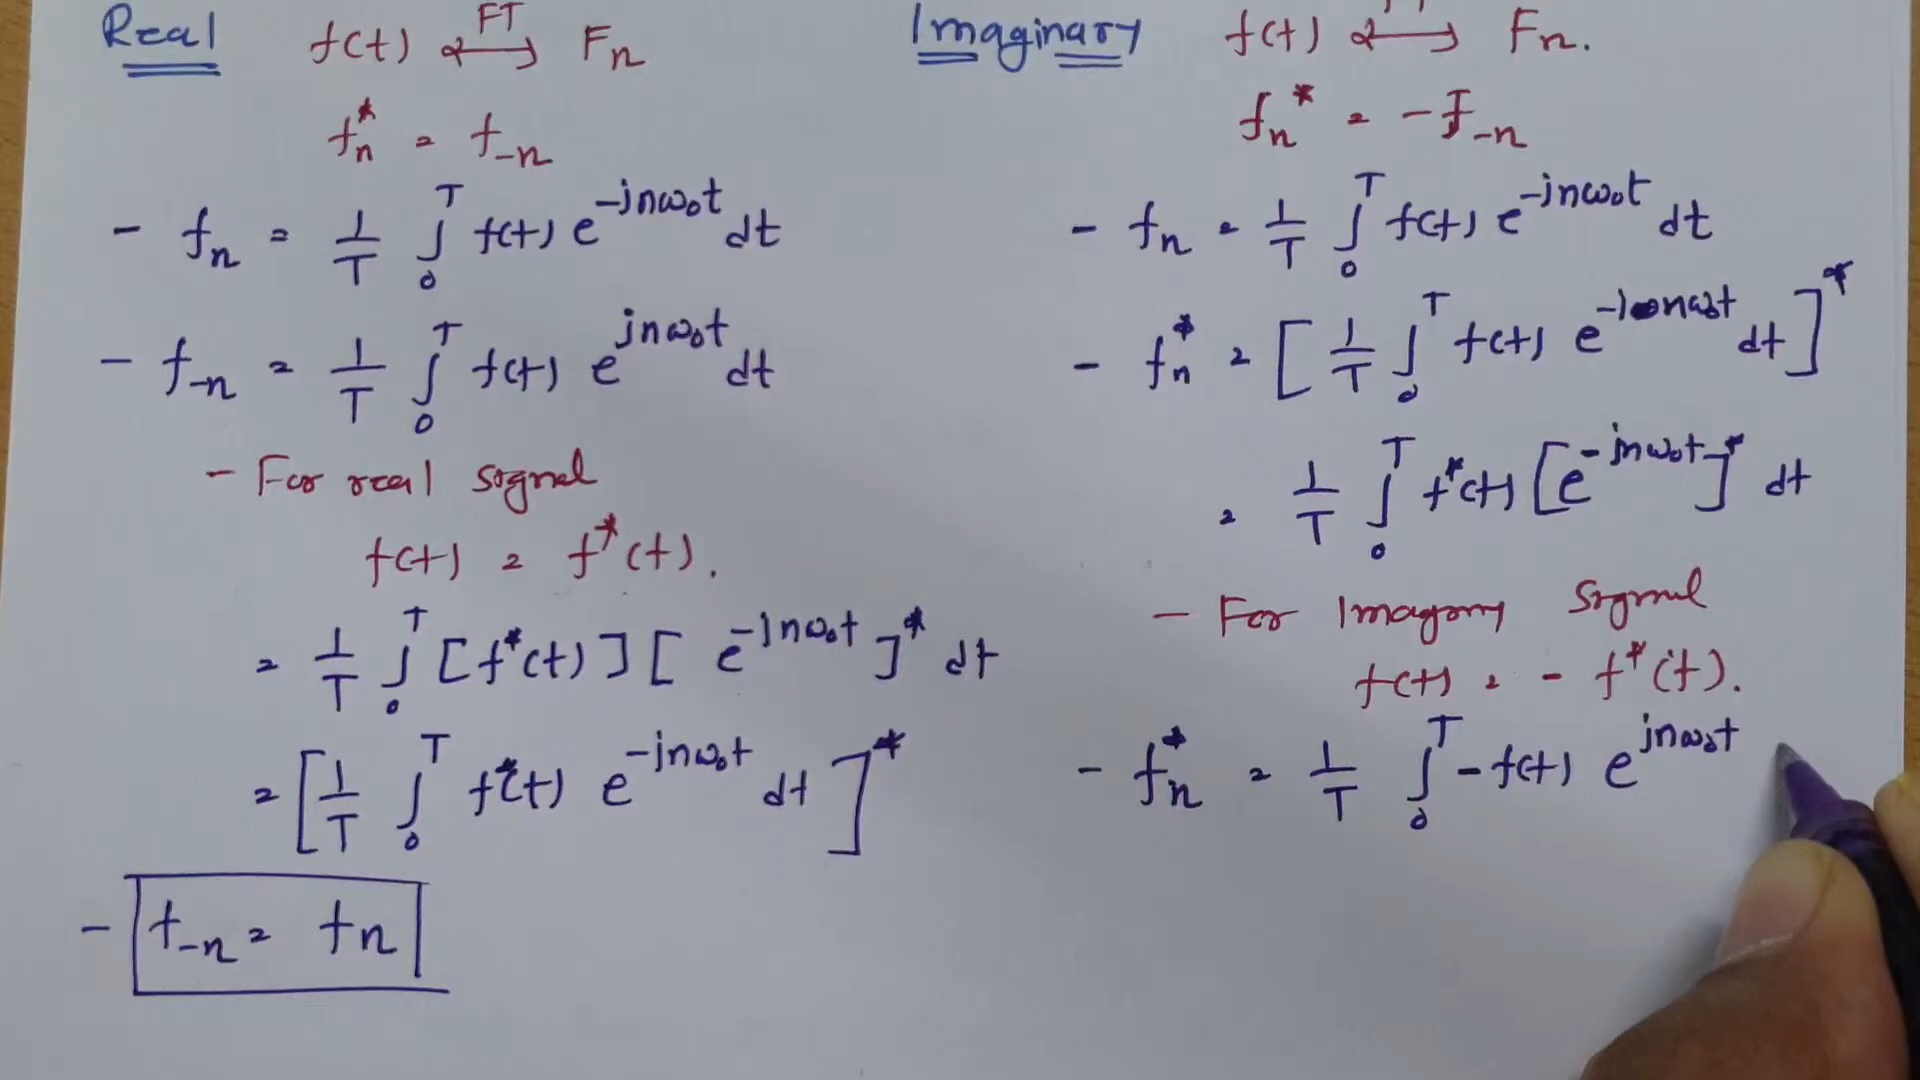 Real f(t) ⟷ Fn
FT
fn* = f-n
- fn = 1/T ∫₀ᵀ f(t) e^-jnω₀t dt
- f-n = 1/T ∫₀ᵀ f(t) e^jnω₀t dt
- For real signal
f(t) = f*(t).
= 1/T ∫₀ᵀ [f*(t)] [e^-jnω₀t]* dt
= [1/T ∫₀ᵀ f*(t) e^-jnω₀t dt]*
- f-n = fn
Imaginary f(t) ⟷ Fn.
fn* = -F-n
- fn = 1/T ∫₀ᵀ f(t) e^-jnω₀t dt
- fn* = [1/T ∫₀ᵀ f(t) e^-jnω₀t dt]*
= 1/T ∫₀ᵀ f*(t) [e^-jnω₀t]* dt
- For Imaginary Signal
f(t) = - f*(t).
- fn* = 1/T ∫₀ᵀ -f(t) e^jnω₀t